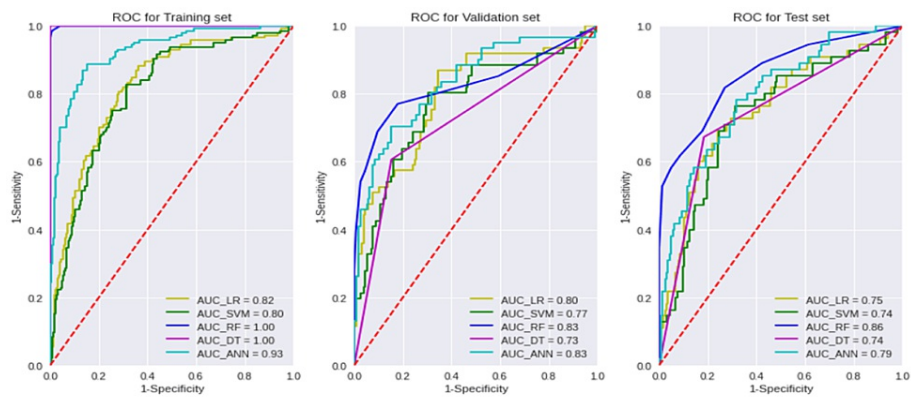 ROC for Training set
1-Sensitivity
1.0
0.8
0.6
0.4
0.2
0.0
AUC_LR = 0.82
AUC_SVM = 0.80
AUC_RF = 1.00
AUC_DT = 1.00
AUC_ANN = 0.93
0.0 0.2 0.4 0.6 0.8 1.0
1-Specificity
ROC for Validation set
1-Sensitivity
1.0
0.8
0.6
0.4
0.2
0.0
AUC_LR = 0.80
AUC_SVM = 0.77
AUC_RF = 0.83
AUC_DT = 0.73
AUC_ANN = 0.83
0.0 0.2 0.4 0.6 0.8 1.0
1-Specificity
ROC for Test set
1-Sensitivity
1.0
0.8
0.6
0.4
0.2
0.0
AUC_LR = 0.75
AUC_SVM = 0.74
AUC_RF = 0.86
AUC_DT = 0.74
AUC_ANN = 0.79
0.0 0.2 0.4 0.6 0.8 1.0
1-Specificity